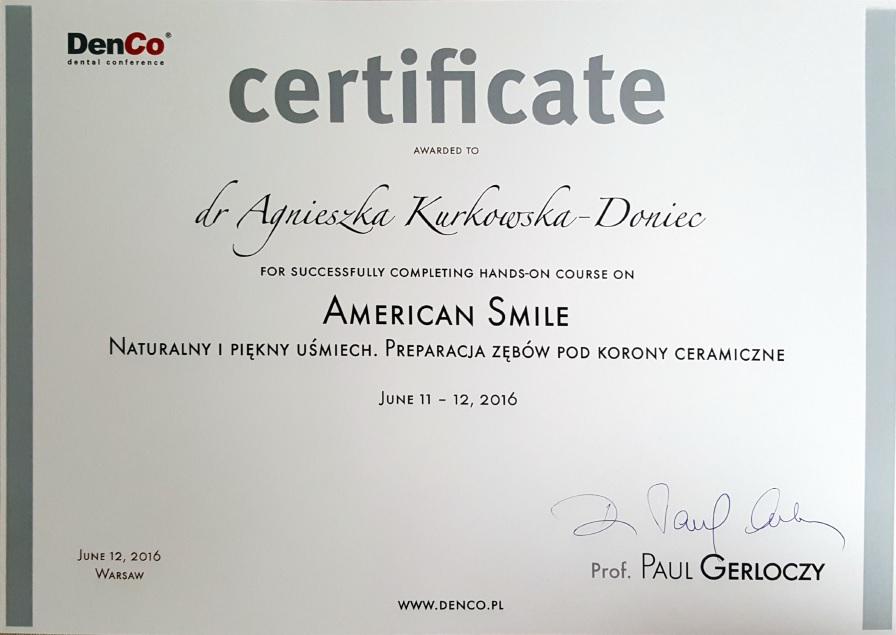 DenCo®
dental conference
certificate
AWARDED TO
dr Agnieszka Kurkowska-Doniec
FOR SUCCESSFULLY COMPLETING HANDS-ON COURSE ON
AMERICAN SMILE
NATURALNY I PIĘKNY UŚMIECH. PREPARACJA ZĘBÓW POD KORONY CERAMICZNE
JUNE 11 – 12, 2016
Prof. PAUL GERLOCZY
JUNE 12, 2016
WARSAW
WWW.DENCO.PL